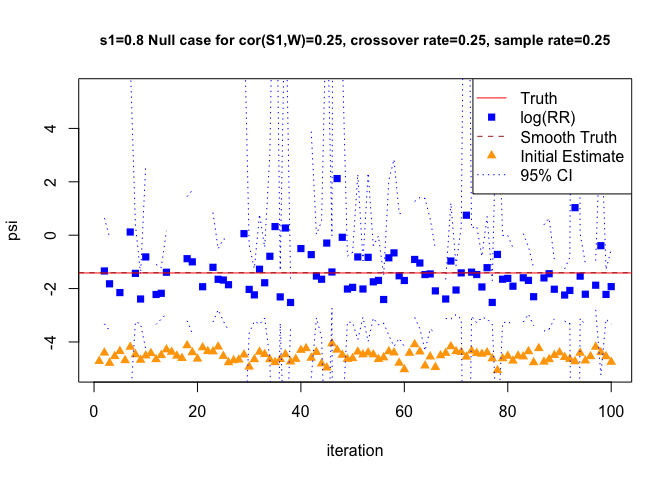 s1=0.8 Null case for cor(S1,W)=0.25, crossover rate=0.25, sample rate=0.25
Truth
log(RR)
Smooth Truth
Initial Estimate
95% CI
psi
4
2
0
-2
-4
0
20
40
60
80
100
iteration